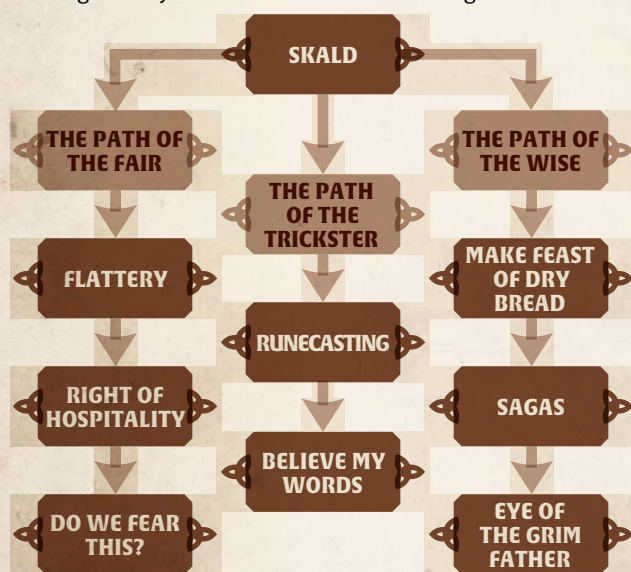 SKALD
THE PATH OF
THE FAIR
FLATTERY
RIGHT OF
HOSPITALITY
DO WE FEAR
THIS?
THE PATH
OF THE
TRICKSTER
RUNECASTING
BELIEVE MY
WORDS
THE PATH OF
THE WISE
MAKE FEAST
OF DRY
BREAD
SAGAS
EYE OF
THE GRIM
FATHER